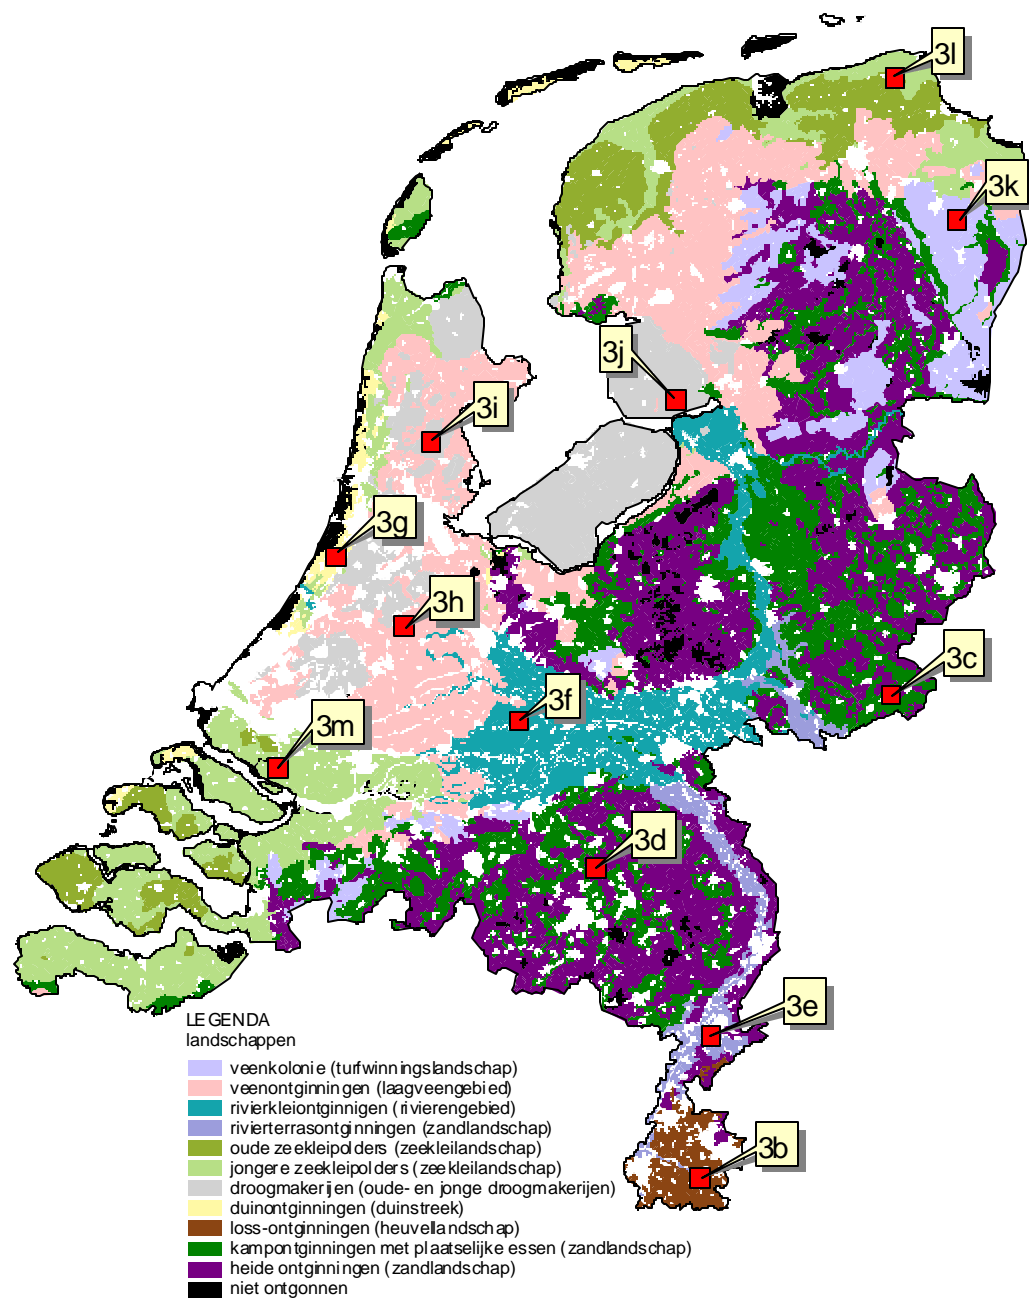 3l
3k
3j
3i
3g
3h
3c
3f
3m
3d
3e
3b
LEGENDA
landschappen
veenkolonie (turfwinningslandschap)
veenontginningen (laagveengebied)
rivierkleiontginnigen (rivierengebied)
rivierterrasontginningen (zandlandschap)
oude zeekleipolders (zeekleilandschap)
jongere zeekleipolders (zeekleilandschap)
droogmakerijen (oude- en jonge droogmakerijen)
duinontginningen (duinstreek)
loss-ontginningen (heuvellandschap)
kampontginningen met plaatselijke essen (zandlandschap)
heide ontginningen (zandlandschap)
niet ontgonnen